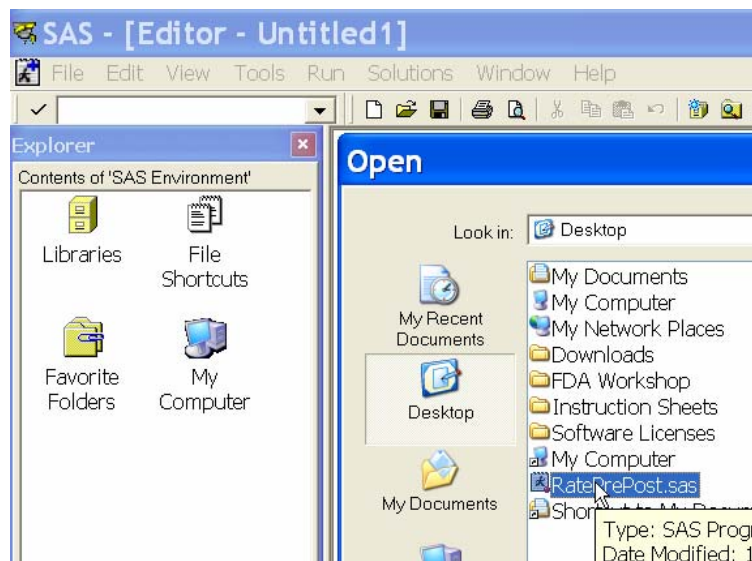 SAS - [Editor - Untitled1]
File Edit View Tools Run Solutions Window Help
Explorer
Contents of 'SAS Environment'
Libraries
File Shortcuts
Favorite Folders
My Computer
Open
Look in: Desktop
My Recent Documents
Desktop
My Documents
My Documents
My Computer
My Network Places
Downloads
FDA Workshop
Instruction Sheets
Software Licenses
My Computer
RatePrePost.sas
Type: SAS
Date Modified: 1